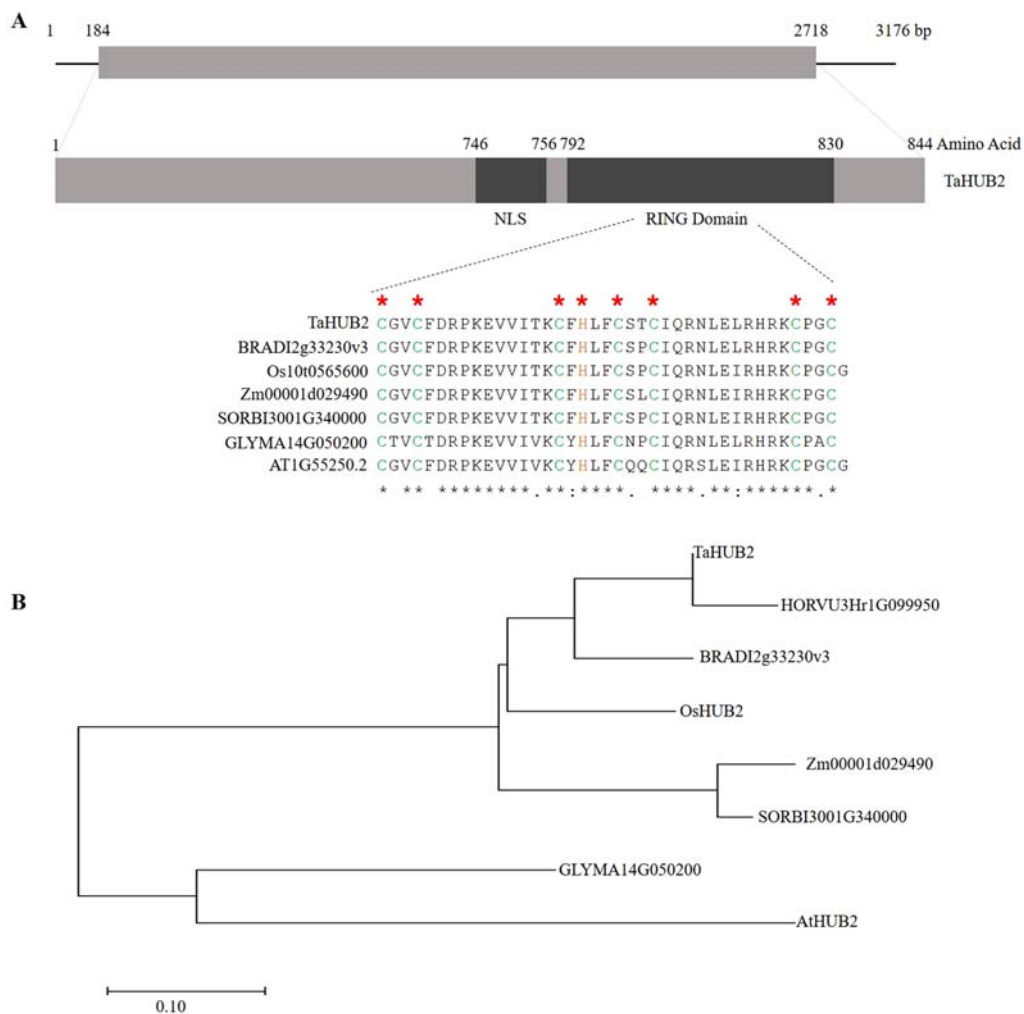 A
1 184 2718 3176 bp
1 746 756 792 830 844 Amino Acid
TaHUB2
NLS RING Domain
* * * * * * * *
TaHUB2 CGVCFDRPKEVVITKCFHLFCSTCIQRNLELRHRKCPGC
BRADI2g33230v3 CGVCFDRPKEVVITKCFHLFCSPCIQRNLELRHRKCPGC
Os10t0565600 CGVCFDRPKEVVITKCFHLFCSPCIQRNLEIRHRKCPGCG
Zm00001d029490 CGVCFDRPKEVVITKCFHLFCSLCIQRNLEIRHRKCPGC
SORBI3001G340000 CGVCFDRPKEVVITKCFHLFCSPCIQRNLEIRHRKCPGC
GLYMA14G050200 CTVCTDRPKEVVIVKCYHLFCNPCIQRNLELRHRKCPAC
AT1G55250.2 CGVCFDRPKEVVIVKCYHLFCQQCIQRSLEIRHRKCPGCG
* ** ********.**:****. ****.**:******.*
B
TaHUB2
HORVU3Hr1G099950
BRADI2g33230v3
OsHUB2
Zm00001d029490
SORBI3001G340000
GLYMA14G050200
AtHUB2
0.10